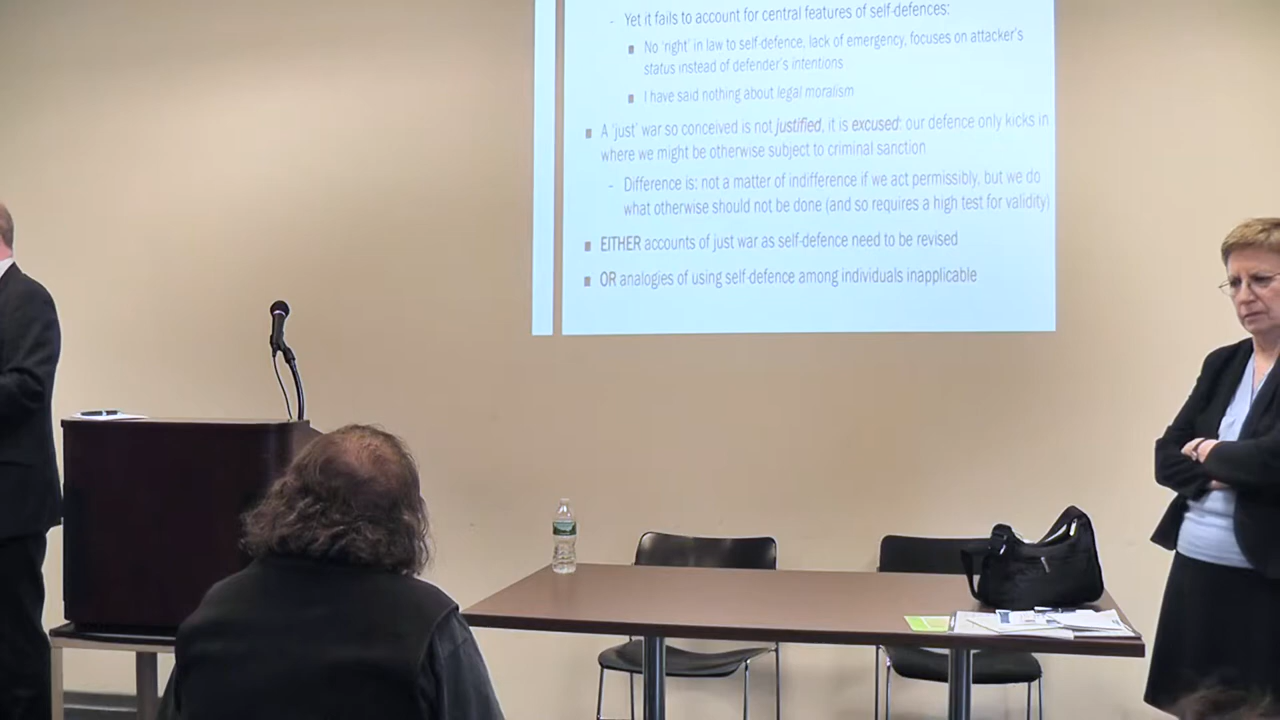 - Yet it fails to account for central features of self-defences:
No 'right' in law to self-defence, lack of emergency, focuses on attacker's
status instead of defender's intentions
I have said nothing about legal moralism
A 'just' war so conceived is not justified, it is excused: our defence only kicks in
where we might be otherwise subject to criminal sanction
- Difference is: not a matter of indifference if we act permissibly, but we do
what otherwise should not be done (and so requires a high test for validity)
EITHER accounts of just war as self-defence need to be revised
OR analogies of using self-defence among individuals inapplicable